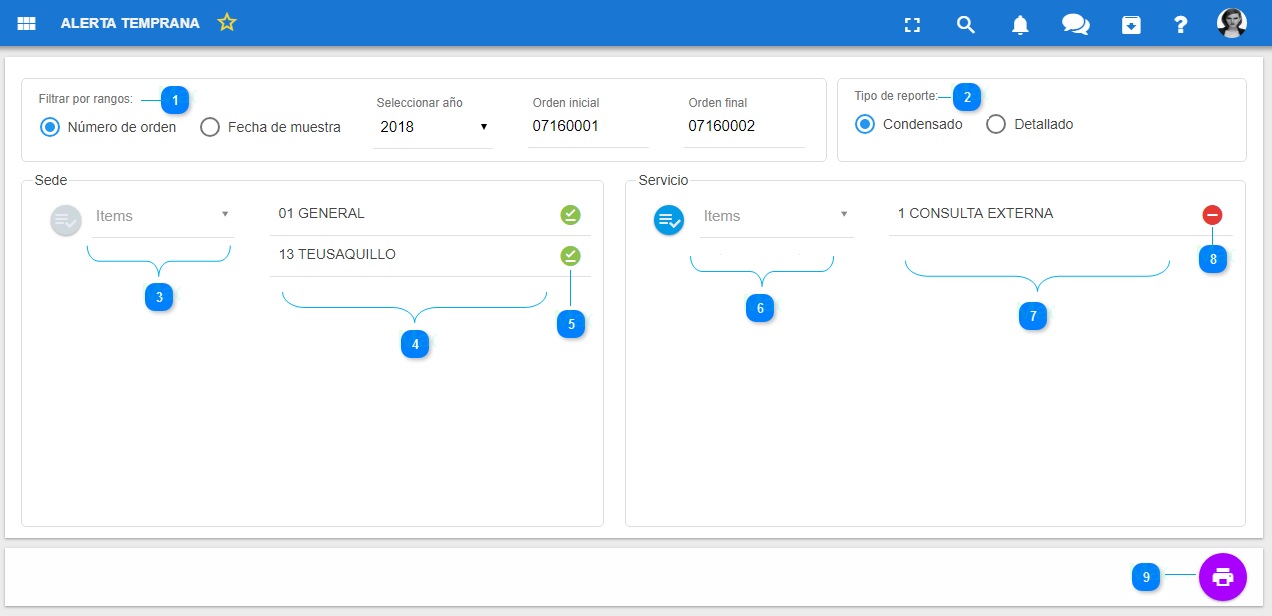 ALERTA TEMPRANA
?
Filtrar por rangos: 1
Número de orden Fecha de muestra
Seleccionar año
2018
Orden inicial
07160001
Orden final
07160002
Tipo de reporte: 2
Condensado Detallado
Sede
Items
3
01 GENERAL
13 TEUSAQUILLO
4
5
Servicio
Items
6
1 CONSULTA EXTERNA
7
8
9